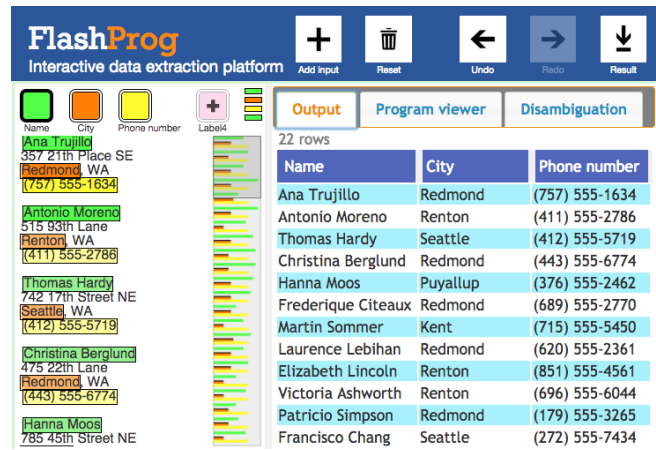 FlashProg
Interactive data extraction platform
Add input
Reset
Undo
Redo
Result
Name
City
Phone number
Label4
Ana Trujillo
357 21th Place SE
Redmond, WA
(757) 555-1634
Antonio Moreno
515 93th Lane
Renton, WA
(411) 555-2786
Thomas Hardy
742 17th Street NE
Seattle, WA
(412) 555-5719
Christina Berglund
475 22th Lane
Redmond, WA
(443) 555-6774
Hanna Moos
785 45th Street NE
Output
Program viewer
Disambiguation
22 rows
Name City Phone number
Ana Trujillo Redmond (757) 555-1634
Antonio Moreno Renton (411) 555-2786
Thomas Hardy Seattle (412) 555-5719
Christina Berglund Redmond (443) 555-6774
Hanna Moos Puyallup (376) 555-2462
Frederique Citeaux Redmond (689) 555-2770
Martin Sommer Kent (715) 555-5450
Laurence Lebihan Redmond (620) 555-2361
Elizabeth Lincoln Renton (851) 555-4561
Victoria Ashworth Renton (696) 555-6044
Patricio Simpson Redmond (179) 555-3265
Francisco Chang Seattle (272) 555-7434